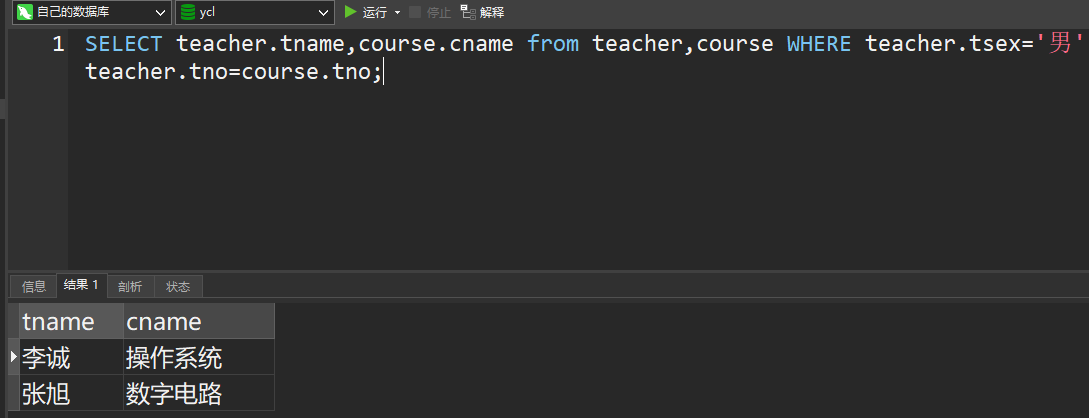 自己的数据库 ycl 运行 停止 解释
1 SELECT teacher.tname,course.cname from teacher,course WHERE teacher.tsex='男'
teacher.tno=course.tno;
信息 结果 1 剖析 状态
tname cname
李诚 操作系统
张旭 数字电路